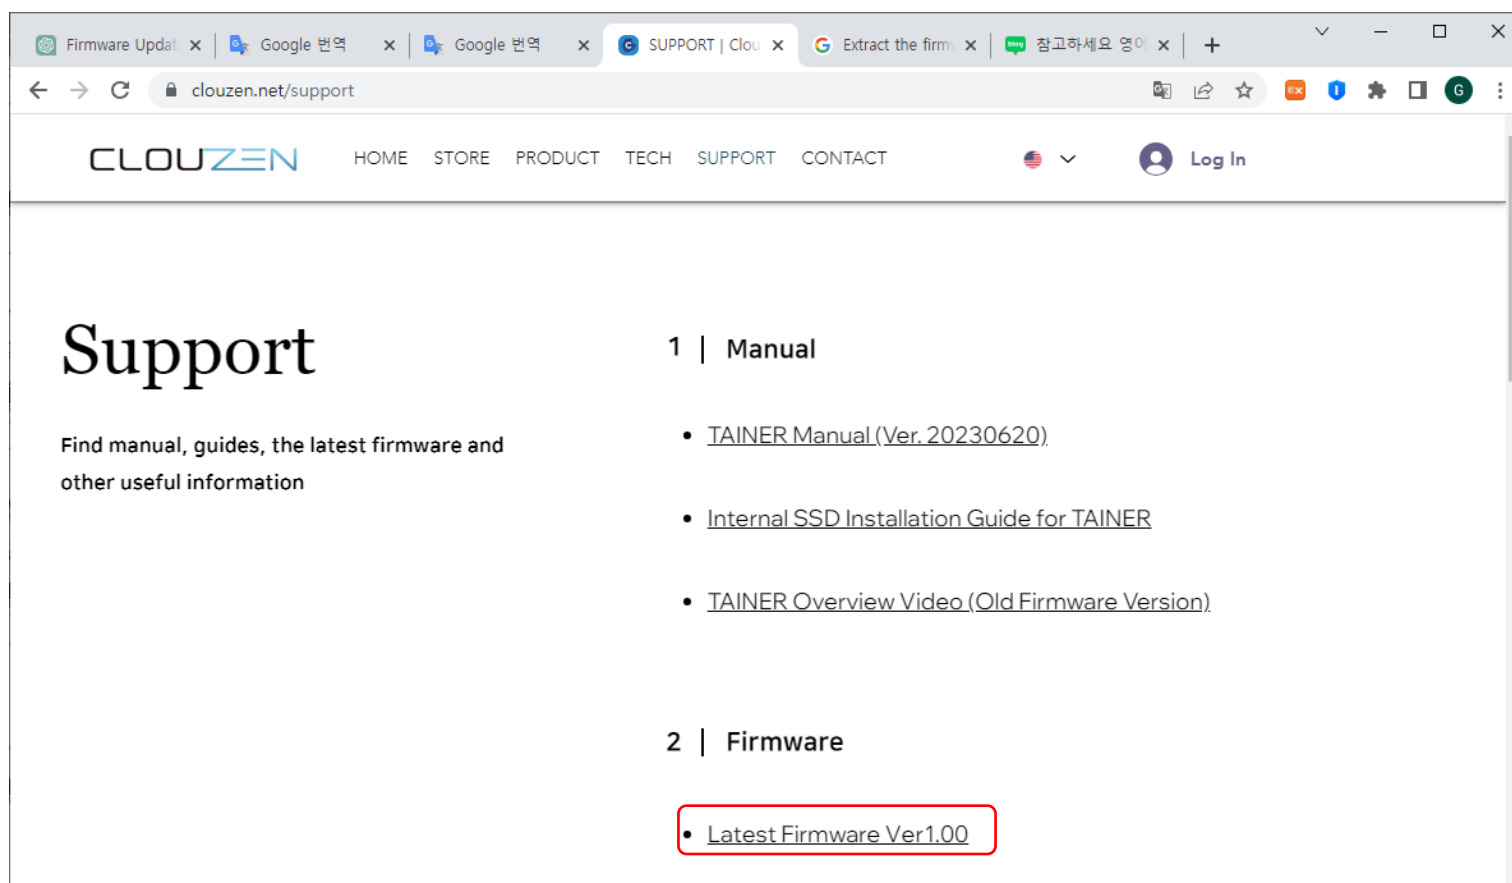 Firmware Updat
Google 번역
Google 번역
SUPPORT | Clou
Extract the firm
참고하세요 영어
clouzen.net/support
G
CLOUZEN
HOME STORE PRODUCT TECH SUPPORT CONTACT
Log In
Support
Find manual, guides, the latest firmware and
other useful information
1 | Manual
• TAINER Manual (Ver. 20230620)
• Internal SSD Installation Guide for TAINER
• TAINER Overview Video (Old Firmware Version)
2 | Firmware
• Latest Firmware Ver1.00